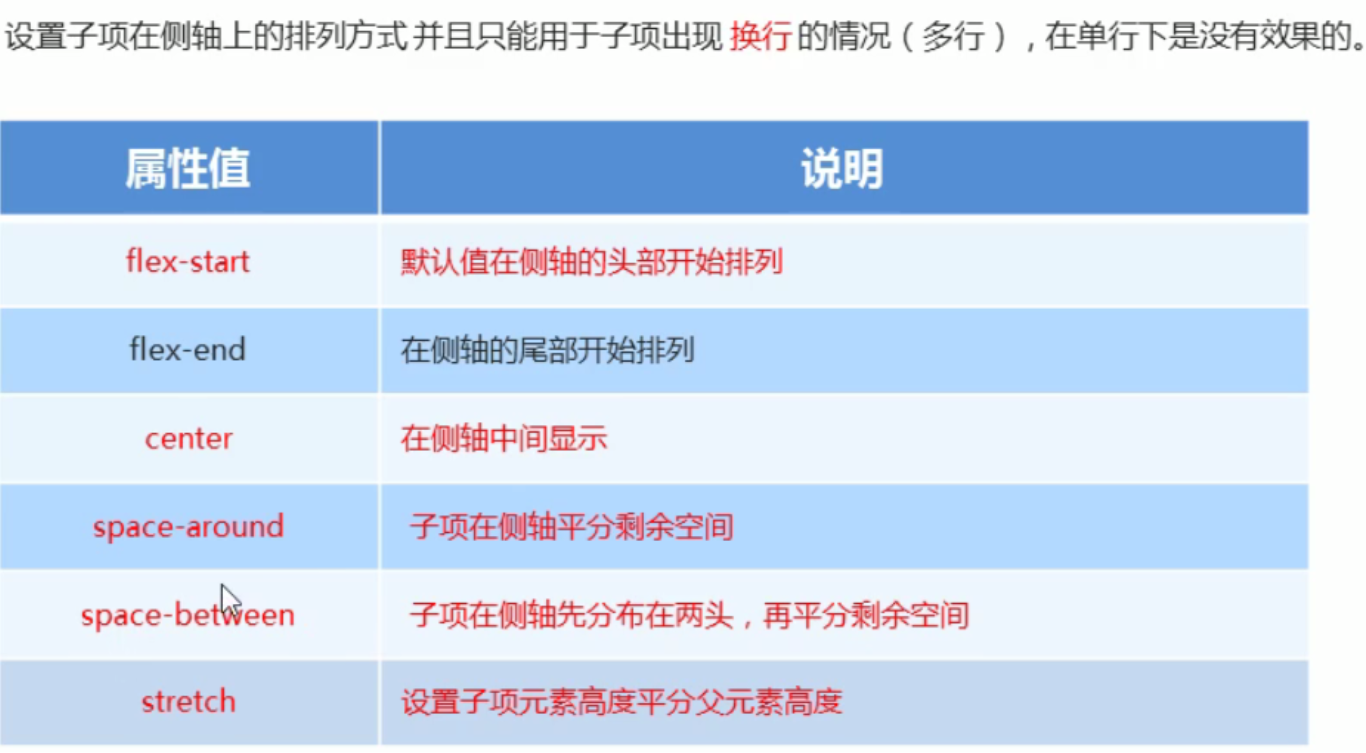 设置子项在侧轴上的排列方式 并且只能用于子项出现 换行 的情况（多行），在单行下是没有效果的。
属性值 说明
flex-start 默认值在侧轴的头部开始排列
flex-end 在侧轴的尾部开始排列
center 在侧轴中间显示
space-around 子项在侧轴平分剩余空间
space-between 子项在侧轴先分布在两头，再平分剩余空间
stretch 设置子项元素高度平分父元素高度